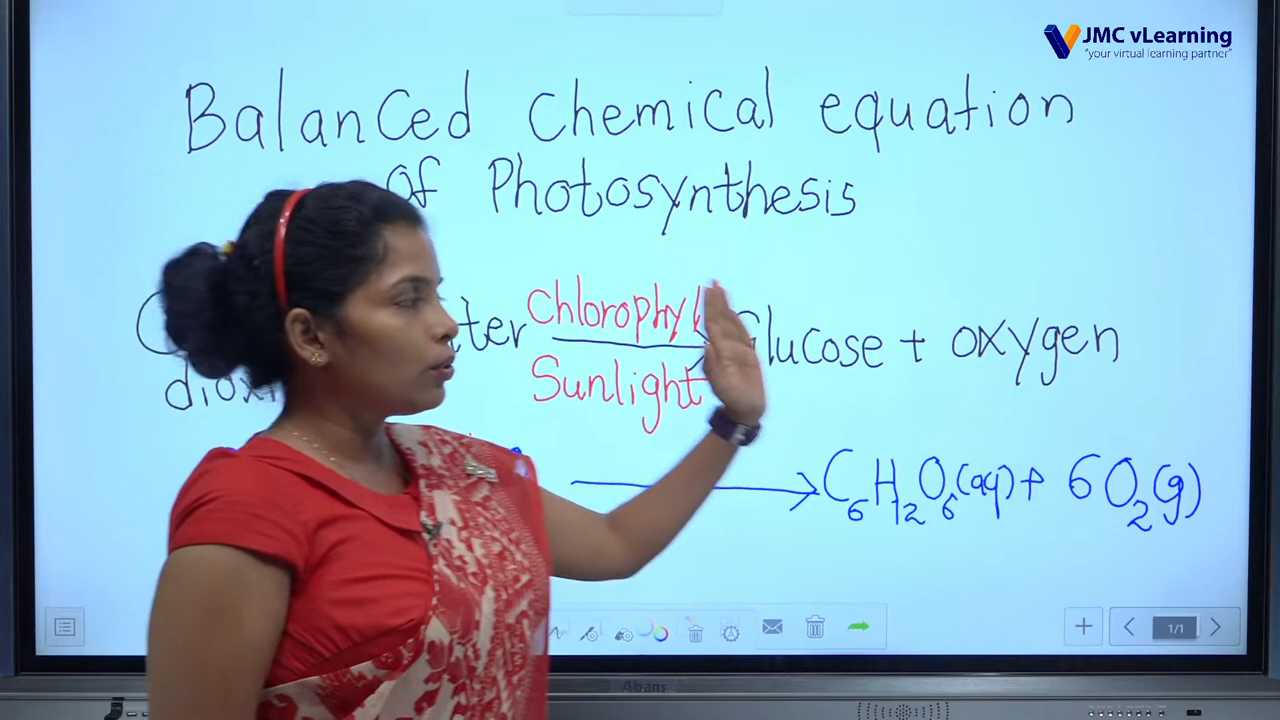 JMC vLearning
"your virtual learning partner"
Balanced chemical equation
of Photosynthesis
Chlorophyl
Glucose + oxygen
Sunlight
C₆H₁₂O₆(aq) + 6O₂(g)
1/1
Abans